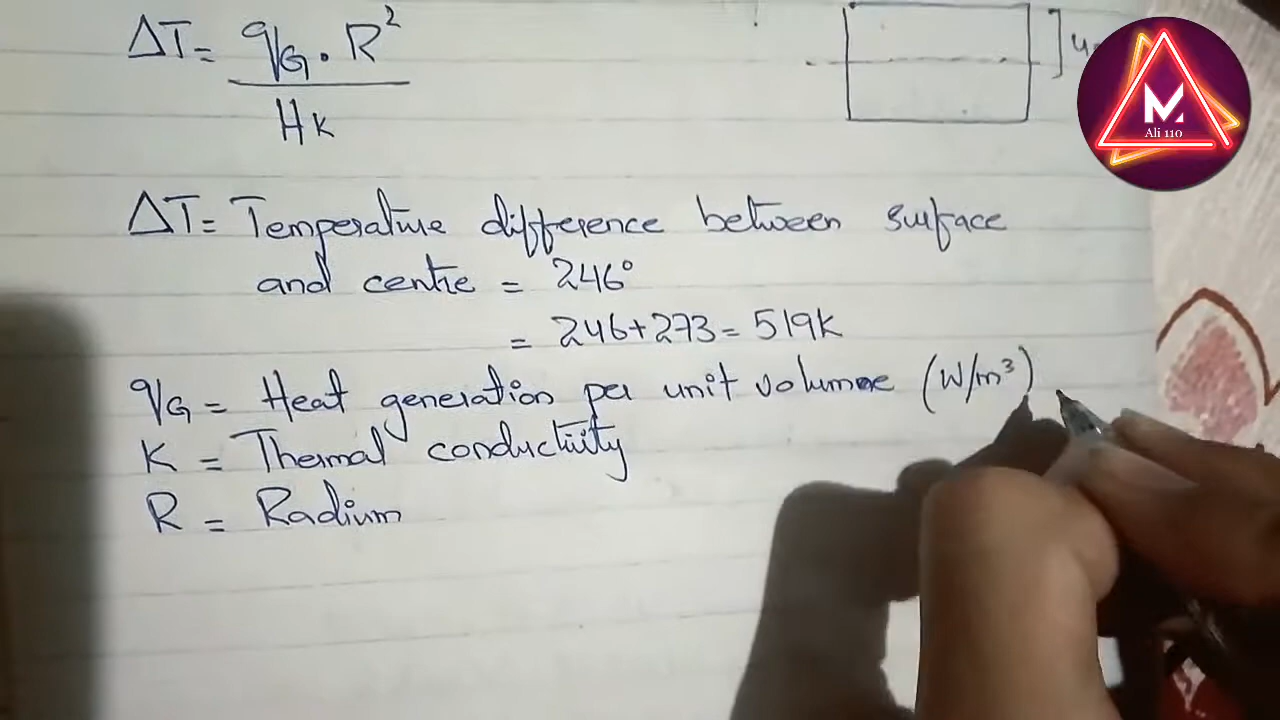 ΔT = qG . R²
Hk
M.
Ali 110
ΔT = Temperature difference between surface
and centre = 246°
= 246+273 = 519K
qG = Heat generation per unit volume (W/m³)
K = Thermal conductivity
R = Radium